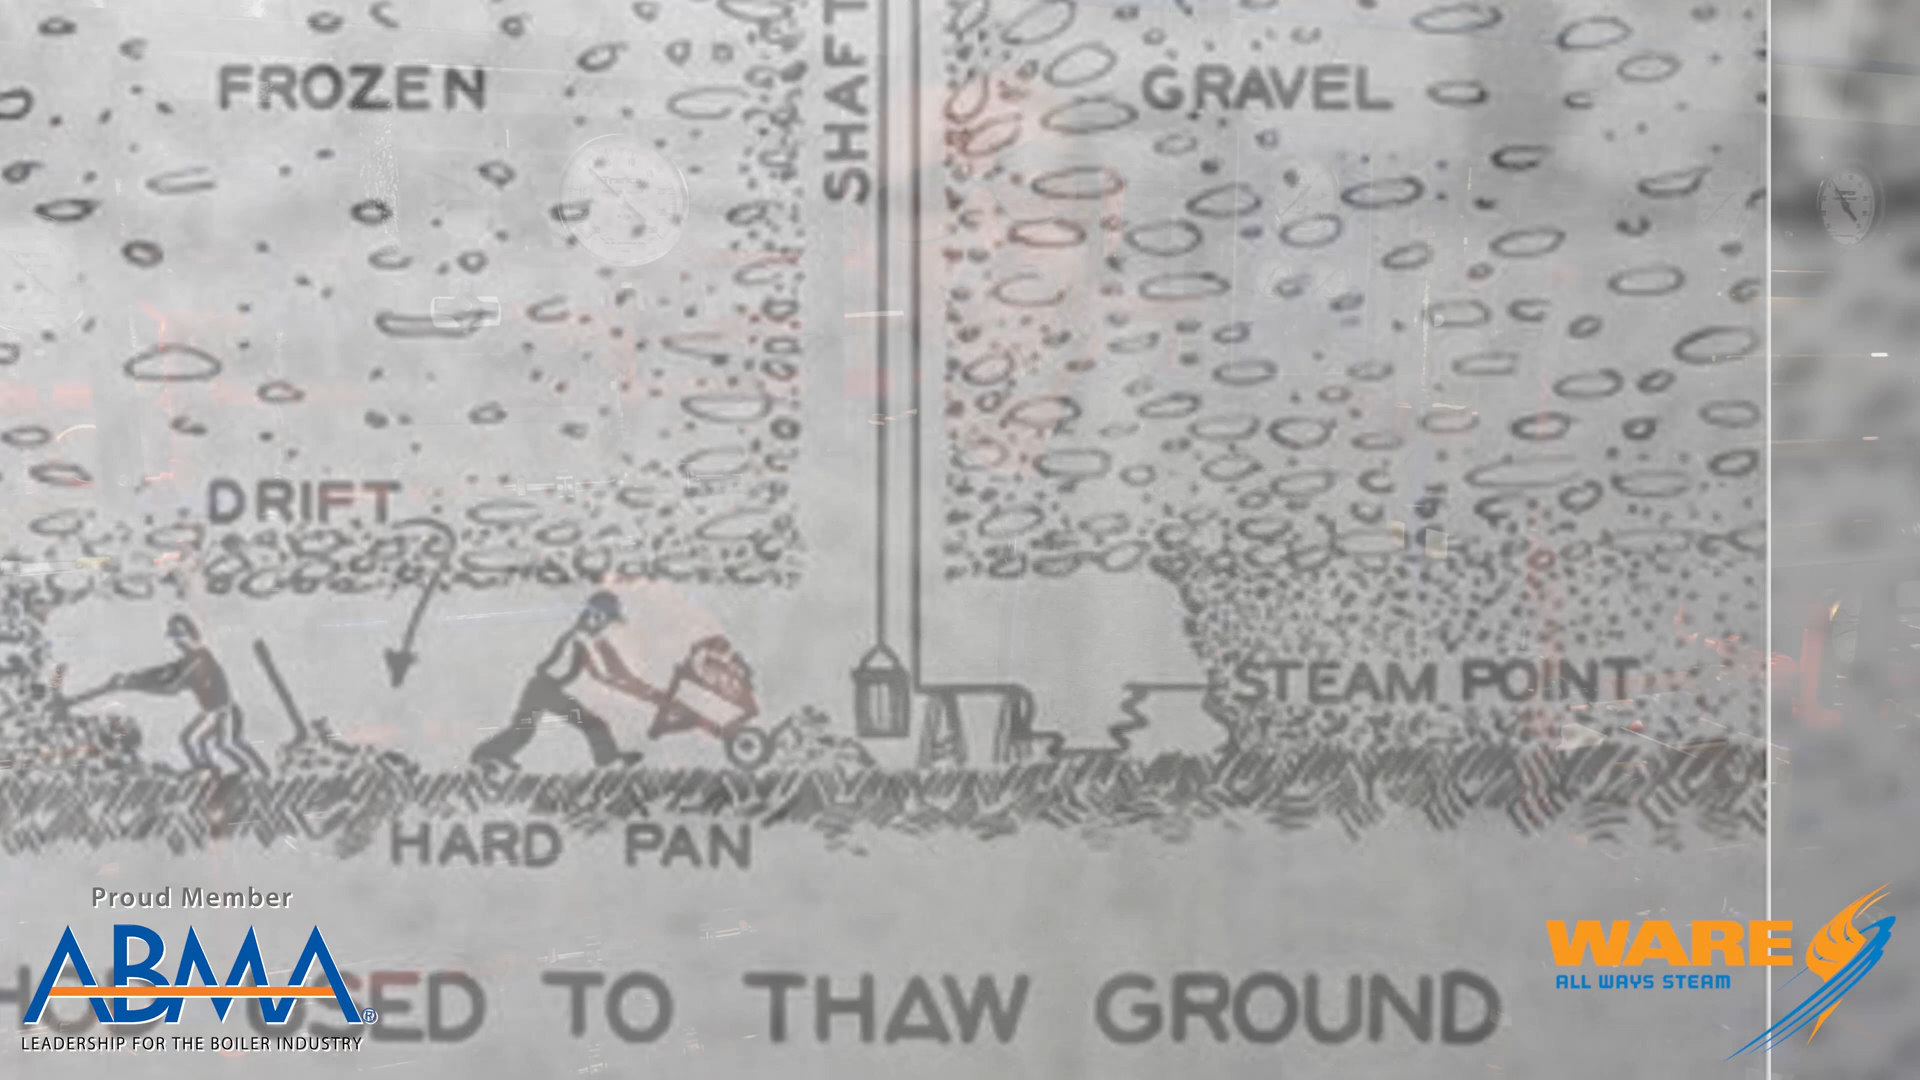 FROZEN
SHAFT
GRAVEL
DRIFT
STEAM POINT
HARD PAN
Proud Member
ABMA®
LEADERSHIP FOR THE BOILER INDUSTRY
USED TO THAW GROUND
WARE
ALL WAYS STEAM